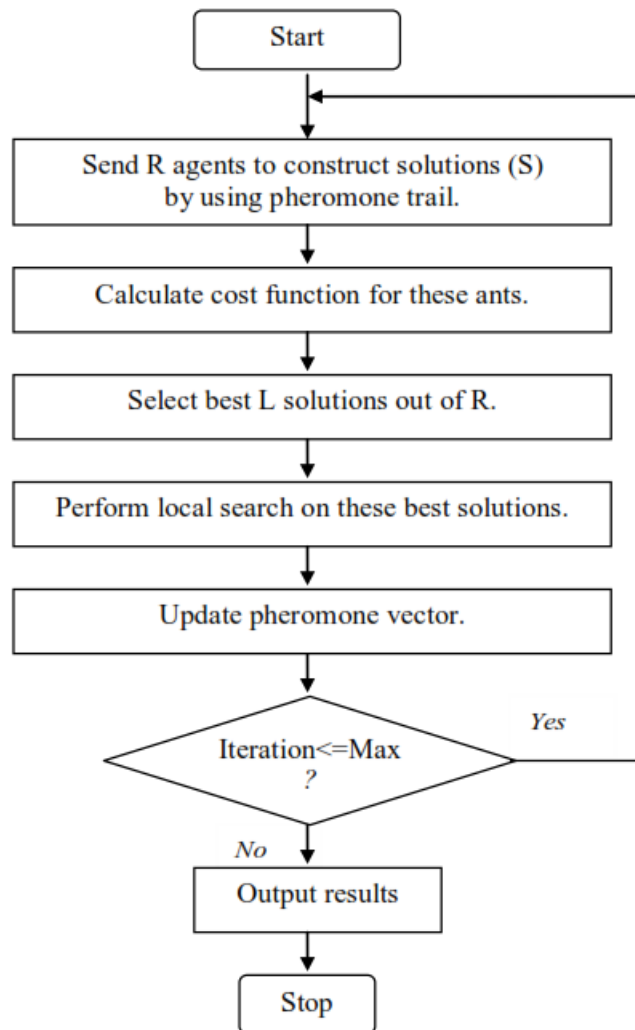 Start
Send R agents to construct solutions (S)
by using pheromone trail.
Calculate cost function for these ants.
Select best L solutions out of R.
Perform local search on these best solutions.
Update pheromone vector.
Iteration<=Max
?
Yes
No
Output results
Stop